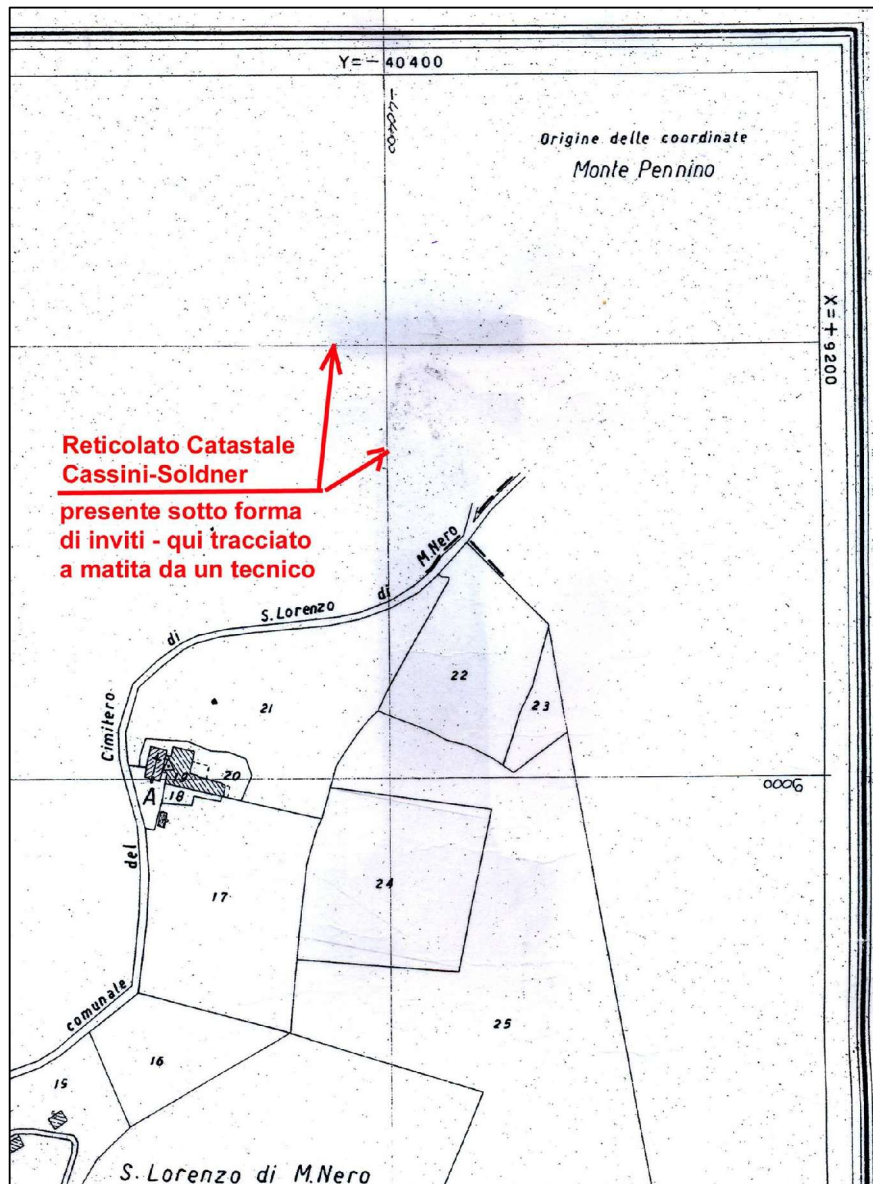 Y=-40400
-40400
Origine delle coordinate
Monte Pennino
X=+9200
Reticolato Catastale
Cassini-Soldner
presente sotto forma
di inviti - qui tracciato
a matita da un tecnico
M.Nero
di
S.Lorenzo
di
Cimitero
del
comunale
22
23
21
20
19
18
A
9000
24
17
25
16
15
S.Lorenzo di M.Nero